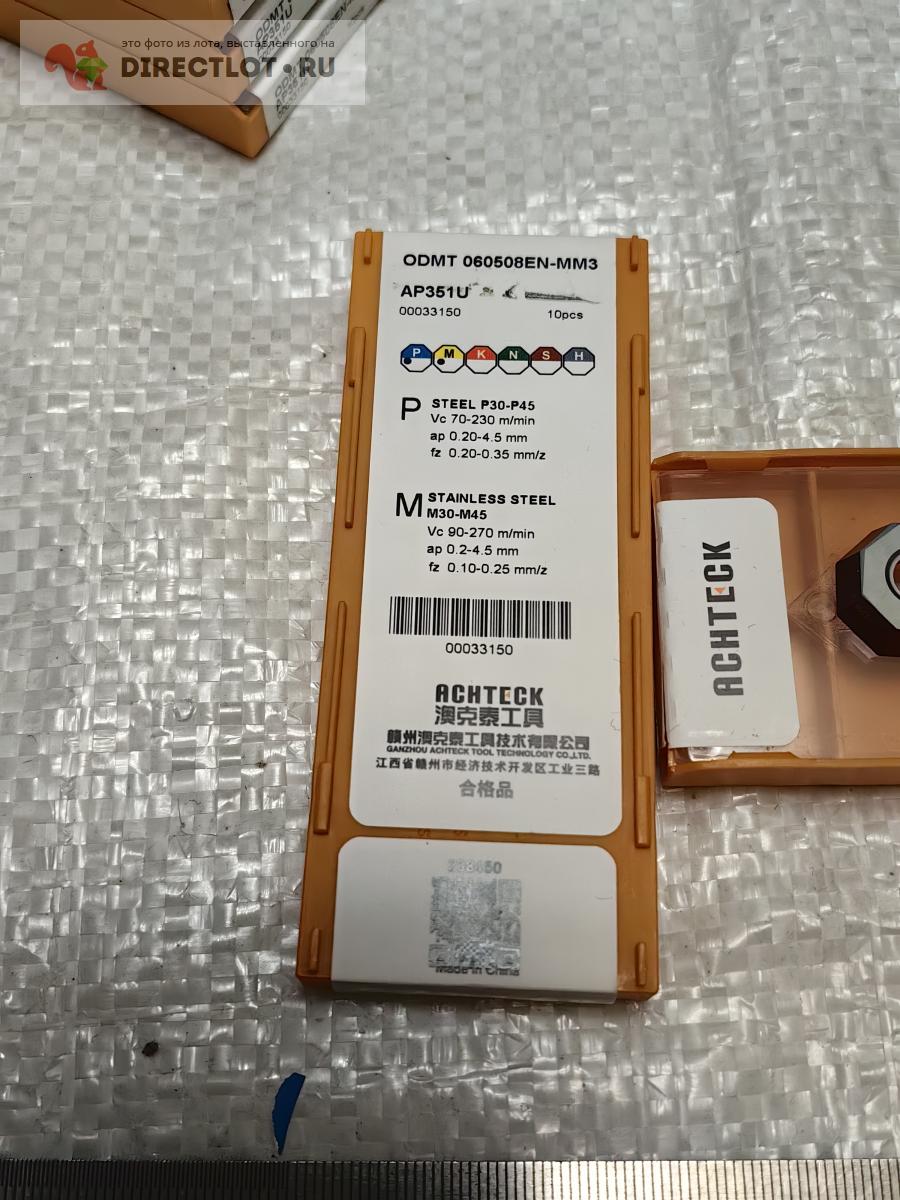 это фото из лота, выставленного на
DIRECTLOT.RU
ODMT 060508EN-MM3
AP351U
00033150 10pcs
P M K N S H
P STEEL P30-P45
Vc 70-230 m/min
ap 0.20-4.5 mm
fz 0.20-0.35 mm/z
M STAINLESS STEEL
M30-M45
Vc 90-270 m/min
ap 0.2-4.5 mm
fz 0.10-0.25 mm/z
00033150
ACHTECK
澳克泰工具
赣州澳克泰工具技术有限公司
GANZHOU ACHTECK TOOL TECHNOLOGY CO.,LTD.
江西省赣州市经济技术开发区工业三路
合格品
Made in China
ACHTECK